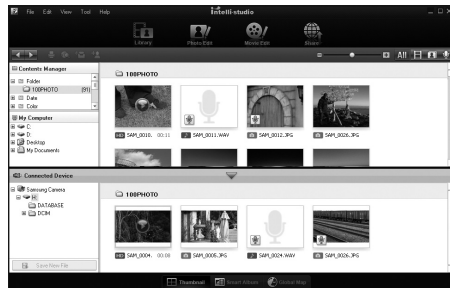 File Edit View Tool Help
Intelli-studio
Library Photo Edit Movie Edit Share
All
Contents Manager
Folder
100PHOTO (91)
Date
Color
My Computer
C:
D:
Desktop
My Documents
100PHOTO
HD SAM_0010. 00:11
SAM_0011.WAV
SAM_0012.JPG
SAM_0026.JPG
Connected Device
Samsung Camera
H:
DATABASE
DCIM
Save New File
100PHOTO
HD SAM_0004. 00:08
SAM_0005.JPG
SAM_0024.WAV
SAM_0026.JPG
Thumbnail Smart Album Global Map